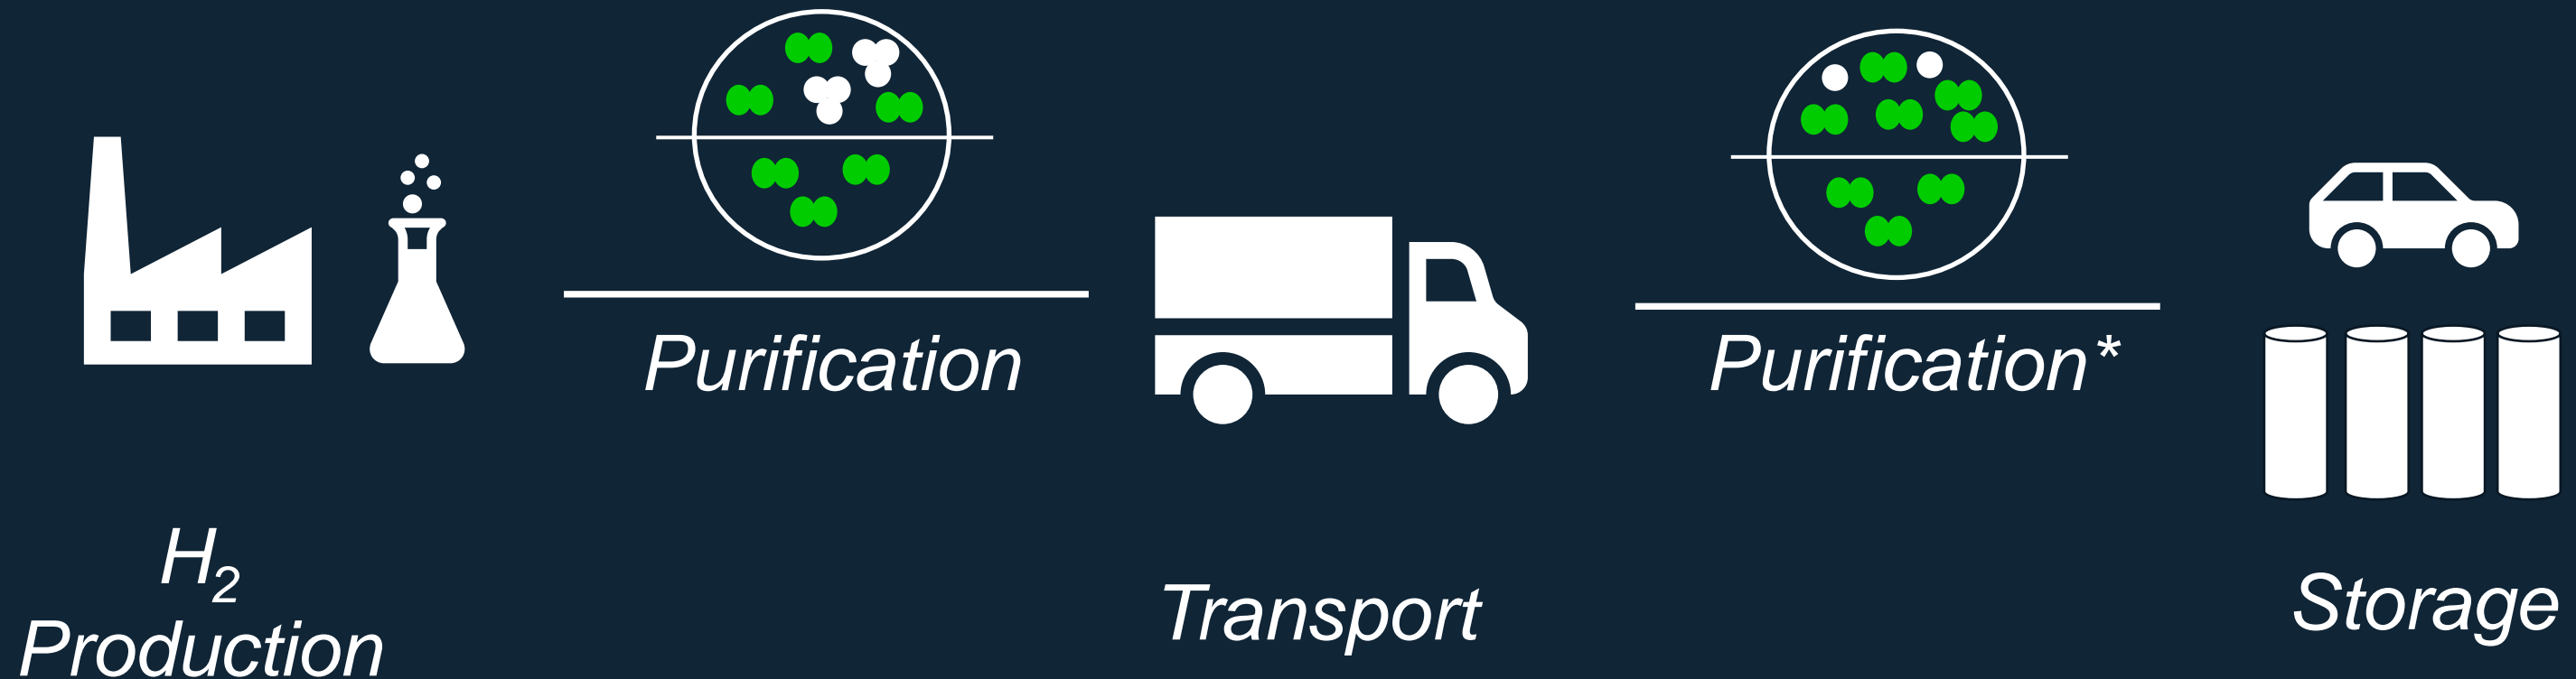 Purification
Purification*
H₂
Production
Transport
Storage